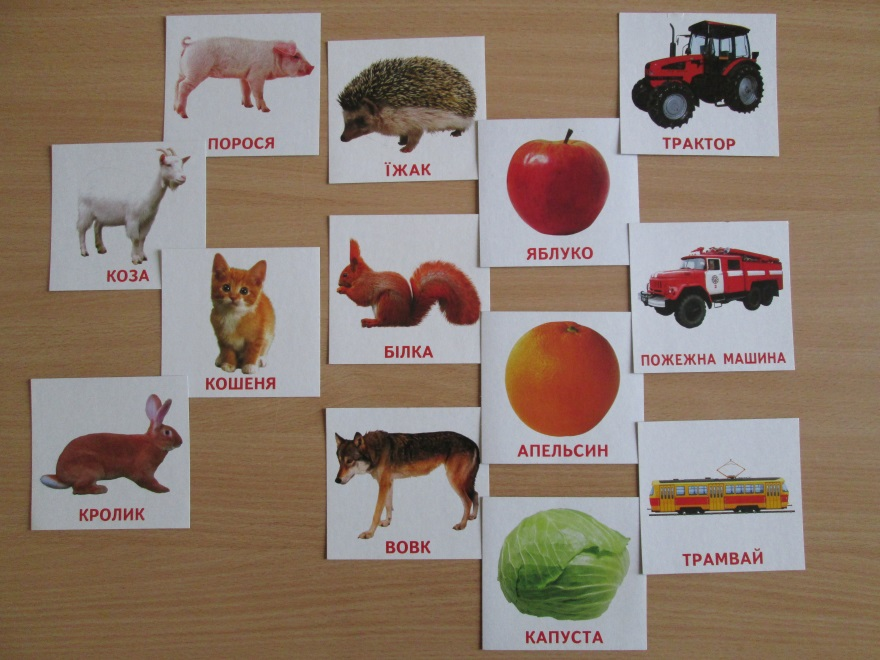 ПОРОСЯ
ЇЖАК
ТРАКТОР
КОЗА
ЯБЛУКО
КОШЕНЯ
БІЛКА
ПОЖЕЖНА МАШИНА
КРОЛИК
ВОВК
АПЕЛЬСИН
ТРАМВАЙ
КАПУСТА